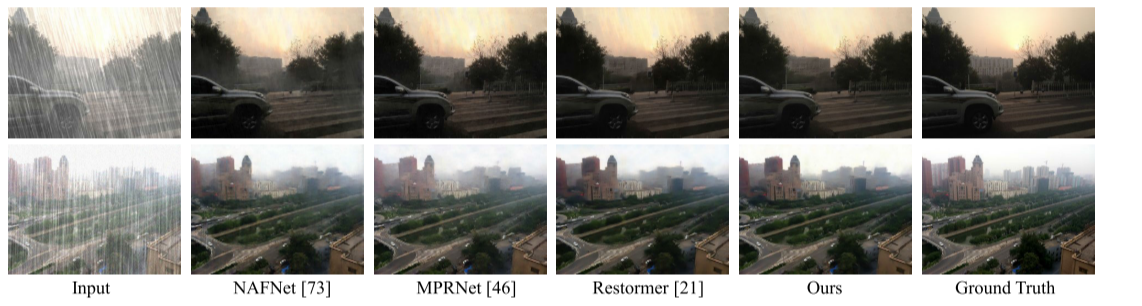 Input
NAFNet [73]
MPRNet [46]
Restormer [21]
Ours
Ground Truth